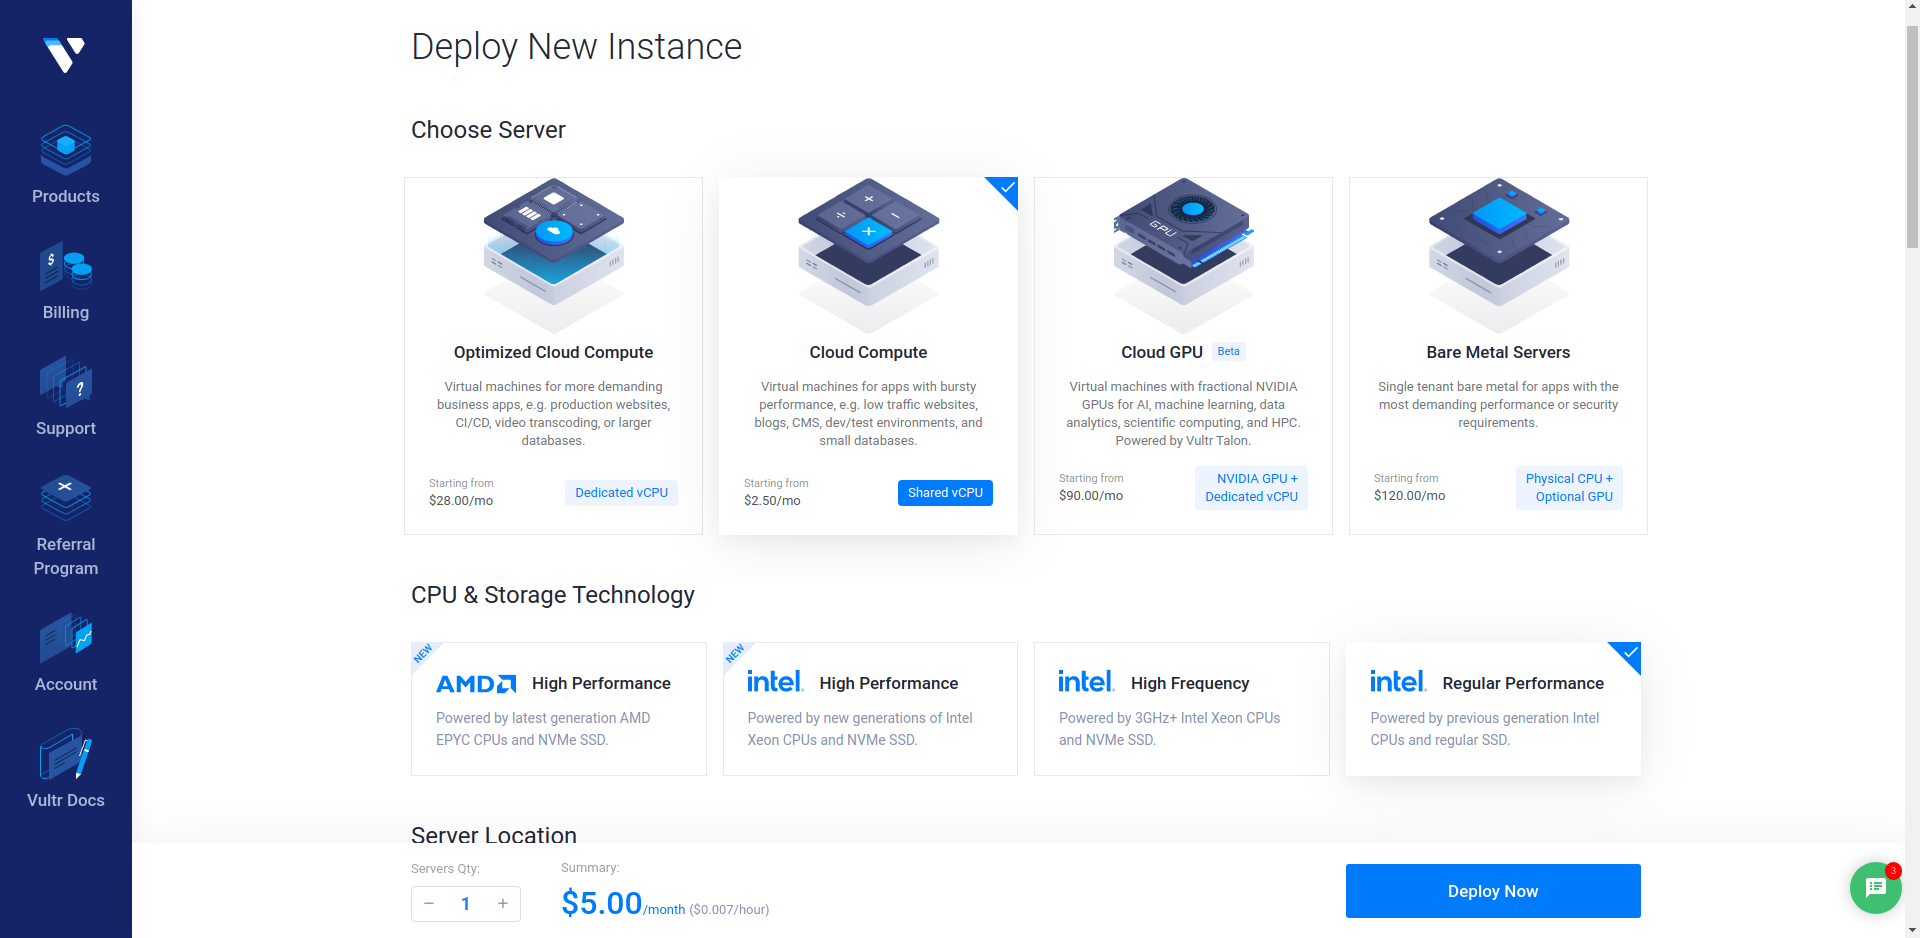 Deploy New Instance
Choose Server
Products
Billing
Support
Referral
Program
Account
Vultr Docs
GPU
Optimized Cloud Compute
Virtual machines for more demanding
business apps, e.g. production websites,
CI/CD, video transcoding, or larger
databases.
Starting from
$28.00/mo
Dedicated vCPU
Cloud Compute
Virtual machines for apps with bursty
performance, e.g. low traffic websites,
blogs, CMS, dev/test environments, and
small databases.
Starting from
$2.50/mo
Shared vCPU
Cloud GPU Beta
Virtual machines with fractional NVIDIA
GPUs for AI, machine learning, data
analytics, scientific computing, and HPC.
Powered by Vultr Talon.
Starting from
$90.00/mo
NVIDIA GPU +
Dedicated vCPU
Bare Metal Servers
Single tenant bare metal for apps with the
most demanding performance or security
requirements.
Starting from
$120.00/mo
Physical CPU +
Optional GPU
CPU & Storage Technology
NEW
AMD High Performance
Powered by latest generation AMD
EPYC CPUs and NVMe SSD.
NEW
intel. High Performance
Powered by new generations of Intel
Xeon CPUs and NVMe SSD.
intel. High Frequency
Powered by 3GHz+ Intel Xeon CPUs
and NVMe SSD.
intel. Regular Performance
Powered by previous generation Intel
CPUs and regular SSD.
Server Location
Servers Qty:
− 1 +
Summary:
$5.00/month ($0.007/hour)
Deploy Now
3